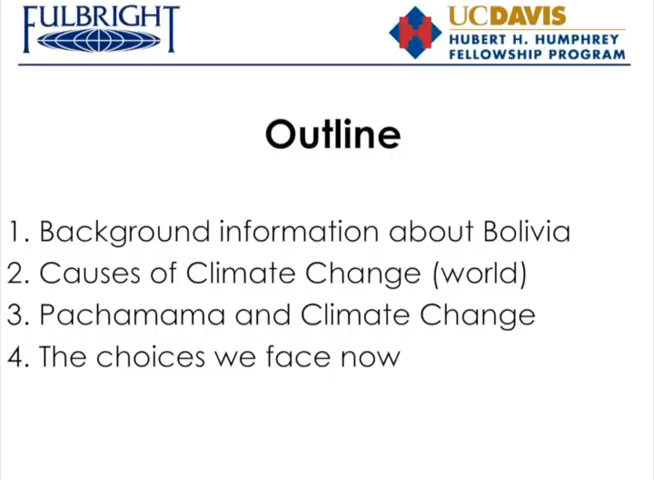 FULBRIGHT
UCDAVIS
HUBERT H. HUMPHREY
FELLOWSHIP PROGRAM
Outline
1. Background information about Bolivia
2. Causes of Climate Change (world)
3. Pachamama and Climate Change
4. The choices we face now